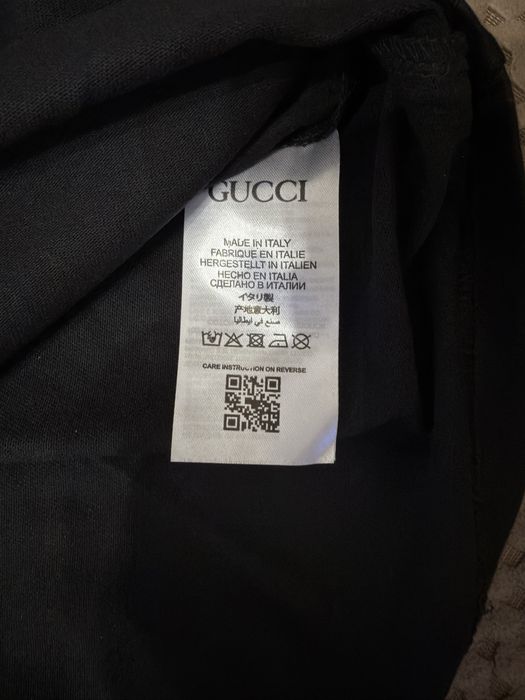 GUCCI
MADE IN ITALY
FABRIQUE EN ITALIE
HERGESTELLT IN ITALIEN
HECHO EN ITALIA
СДЕЛАНО В ИТАЛИИ
イタリ製
产地意大利
صنع في ايطاليا
CARE INSTRUCTION ON REVERSE